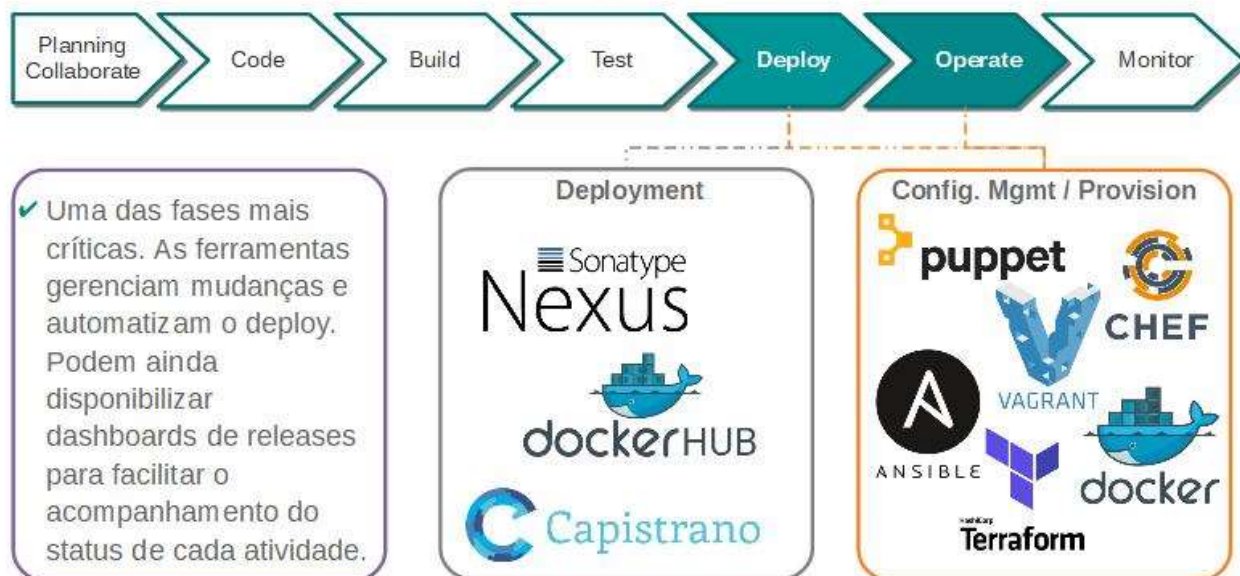 Planning
Collaborate
Code
Build
Test
Deploy
Operate
Monitor
✔ Uma das fases mais
críticas. As ferramentas
gerenciam mudanças e
automatizam o deploy.
Podem ainda
disponibilizar
dashboards de releases
para facilitar o
acompanhamento do
status de cada atividade.
Deployment
Sonatype
Nexus
dockerHUB
Capistrano
Config. Mgmt / Provision
puppet
CHEF
VAGRANT
ANSIBLE
docker
HashiCorp
Terraform